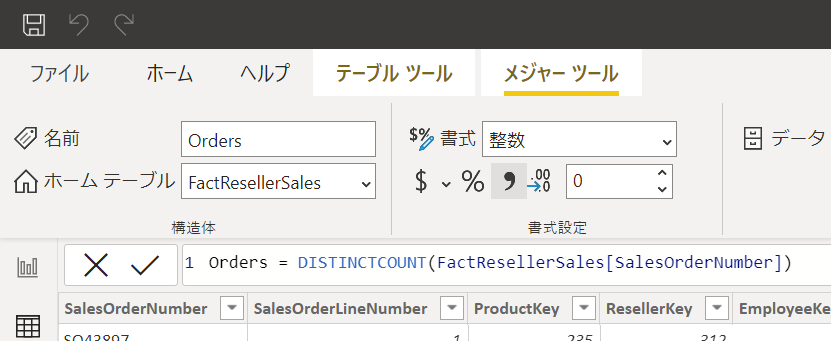 ファイル ホーム ヘルプ テーブル ツール メジャー ツール
名前 Orders $% 書式 整数 データ
ホーム テーブル FactResellerSales $ % , .00 0
構造体 書式設定
1 Orders = DISTINCTCOUNT(FactResellerSales[SalesOrderNumber])
SalesOrderNumber SalesOrderLineNumber ProductKey ResellerKey EmployeeKe
SO43897 1 235 312